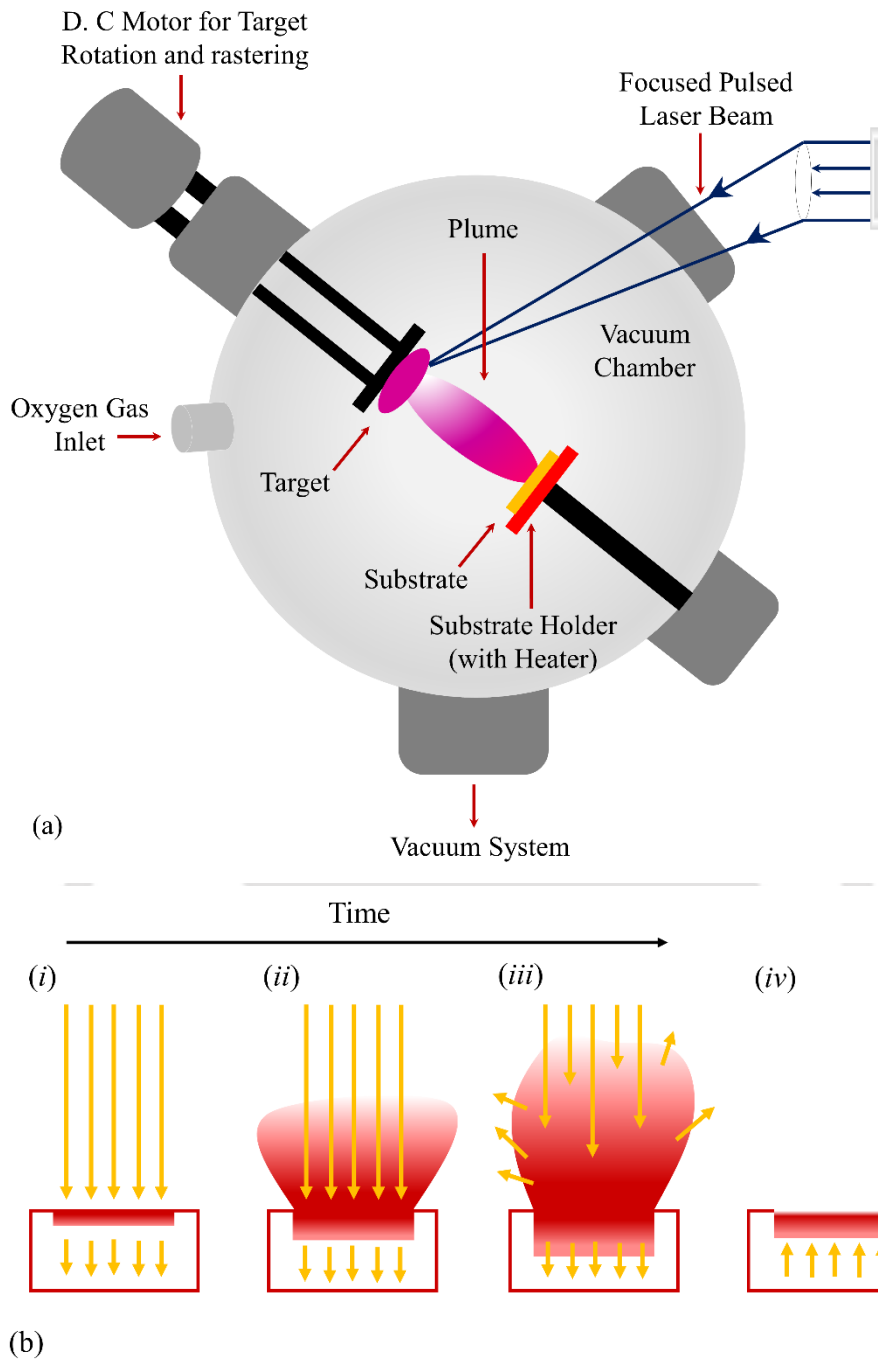 D. C Motor for Target
Rotation and rastering
Focused Pulsed
Laser Beam
Plume
Vacuum
Chamber
Oxygen Gas
Inlet
Target
Substrate
Substrate Holder
(with Heater)
(a)
Vacuum System
Time
(i)
(ii)
(iii)
(iv)
(b)